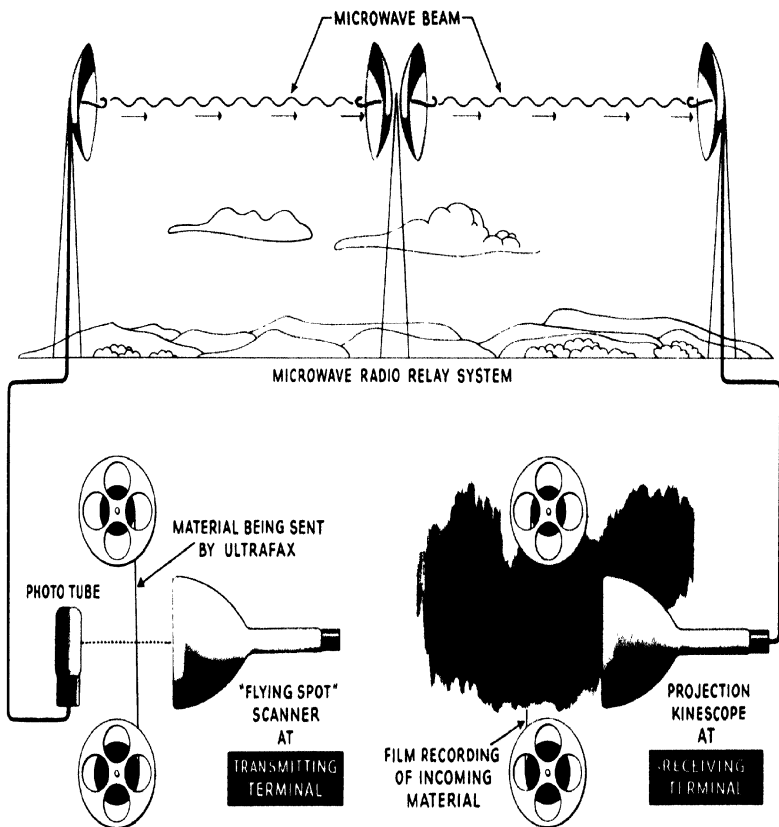 MICROWAVE BEAM
MICROWAVE RADIO RELAY SYSTEM
MATERIAL BEING SENT
BY ULTRAFAX
PHOTO TUBE
"FLYING SPOT"
SCANNER
AT
TRANSMITTING
TERMINAL
FILM RECORDING
OF INCOMING
MATERIAL
PROJECTION
KINESCOPE
AT
RECEIVING
TERMINAL